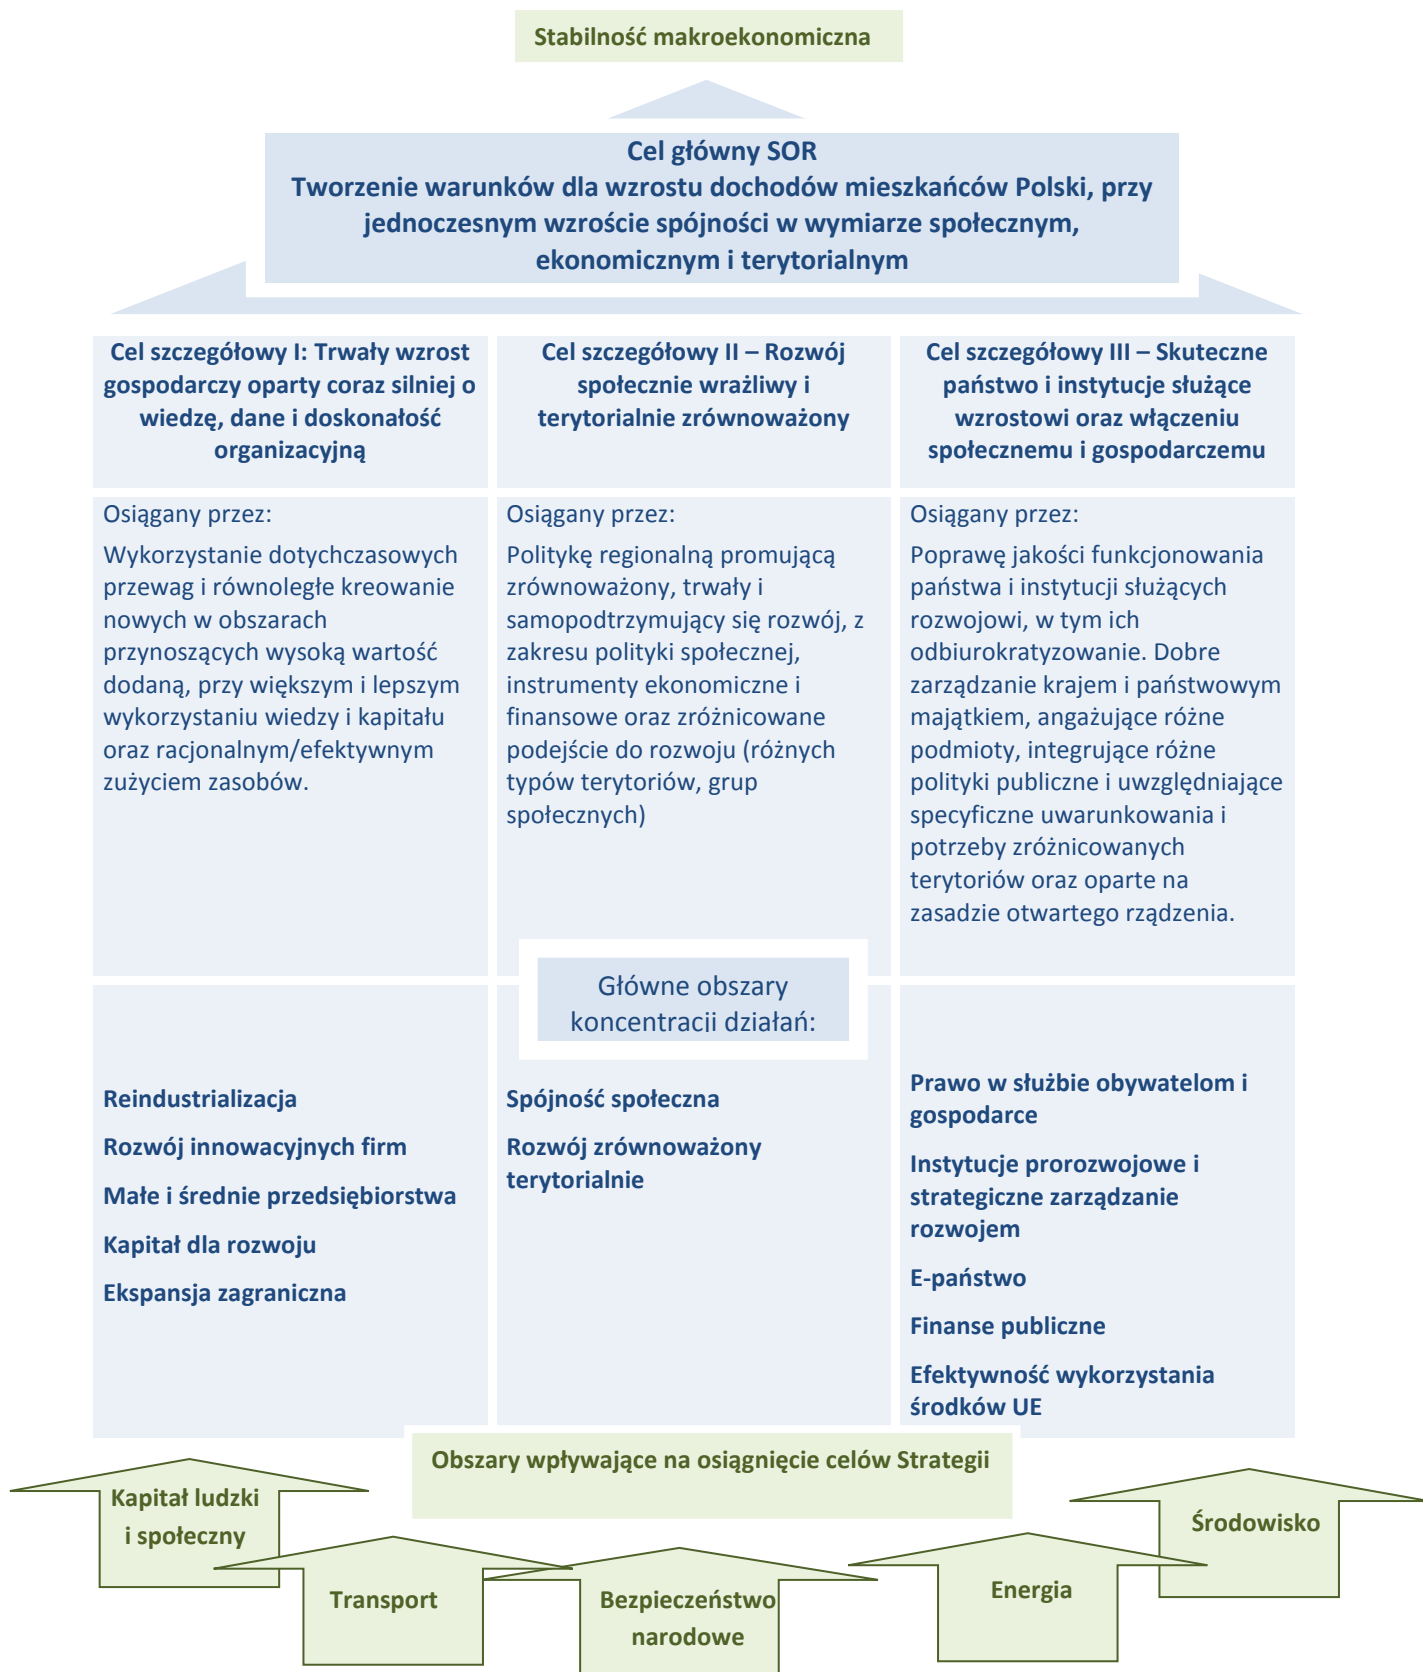 Stabilność makroekonomiczna
Cel główny SOR
Tworzenie warunków dla wzrostu dochodów mieszkańców Polski, przy
jednoczesnym wzroście spójności w wymiarze społecznym,
ekonomicznym i terytorialnym
Cel szczegółowy I: Trwały wzrost
gospodarczy oparty coraz silniej o
wiedzę, dane i doskonałość
organizacyjną
Cel szczegółowy II – Rozwój
społecznie wrażliwy i
terytorialnie zrównoważony
Cel szczegółowy III – Skuteczne
państwo i instytucje służące
wzrostowi oraz włączeniu
społecznemu i gospodarczemu
Osiągany przez:
Wykorzystanie dotychczasowych
przewag i równoległe kreowanie
nowych w obszarach
przynoszących wysoką wartość
dodaną, przy większym i lepszym
wykorzystaniu wiedzy i kapitału
oraz racjonalnym/efektywnym
zużyciem zasobów.
Osiągany przez:
Politykę regionalną promującą
zrównoważony, trwały i
samopodtrzymujący się rozwój, z
zakresu polityki społecznej,
instrumenty ekonomiczne i
finansowe oraz zróżnicowane
podejście do rozwoju (różnych
typów terytoriów, grup
społecznych)
Osiągany przez:
Poprawę jakości funkcjonowania
państwa i instytucji służących
rozwojowi, w tym ich
odbiurokratyzowanie. Dobre
zarządzanie krajem i państwowym
majątkiem, angażujące różne
podmioty, integrujące różne
polityki publiczne i uwzględniające
specyficzne uwarunkowania i
potrzeby zróżnicowanych
terytoriów oraz oparte na
zasadzie otwartego rządzenia.
Główne obszary
koncentracji działań:
Reindustrializacja
Rozwój innowacyjnych firm
Małe i średnie przedsiębiorstwa
Kapitał dla rozwoju
Ekspansja zagraniczna
Spójność społeczna
Rozwój zrównoważony
terytorialnie
Prawo w służbie obywatelom i
gospodarce
Instytucje prorozwojowe i
strategiczne zarządzanie
rozwojem
E-państwo
Finanse publiczne
Efektywność wykorzystania
środków UE
Obszary wpływające na osiągnięcie celów Strategii
Kapitał ludzki
i społeczny
Transport
Bezpieczeństwo
narodowe
Energia
Środowisko